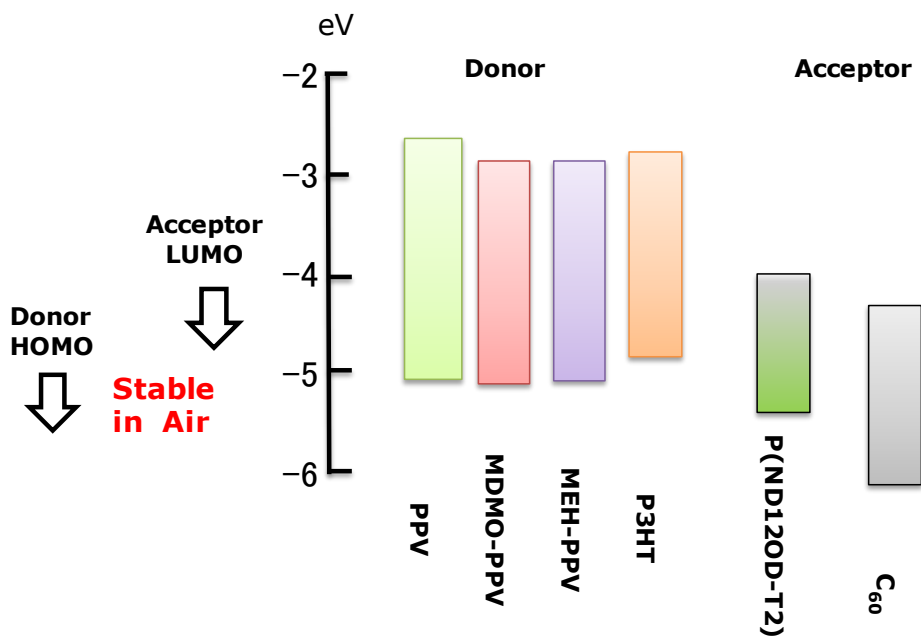 eV
Donor
Acceptor
−2
−3
−4
−5
−6
Acceptor
LUMO
Donor
HOMO
Stable
in Air
PPV
MDMO-PPV
MEH-PPV
P3HT
P(ND12OD-T2)
C₆₀